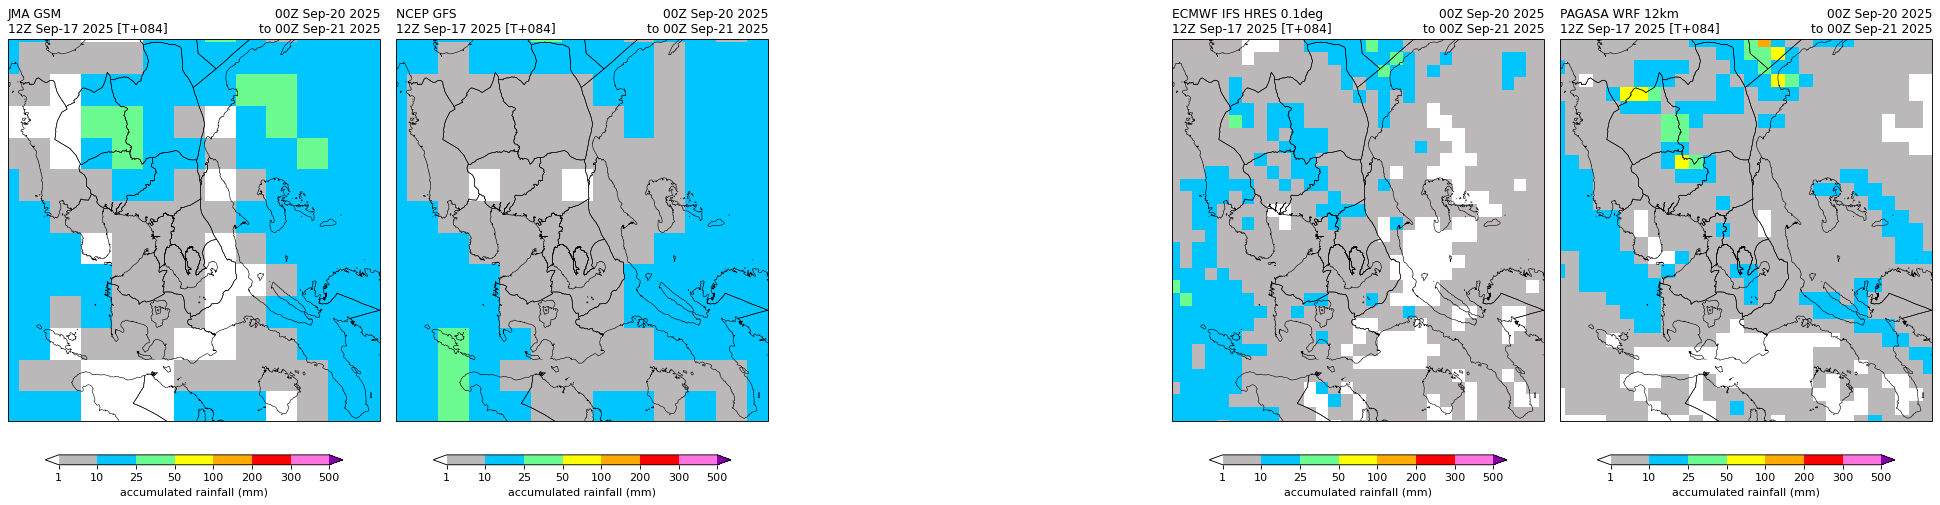 JMA GSM 00Z Sep-20 2025
12Z Sep-17 2025 [T+084] to 00Z Sep-21 2025
NCEP GFS 00Z Sep-20 2025
12Z Sep-17 2025 [T+084] to 00Z Sep-21 2025
ECMWF IFS HRES 0.1deg 00Z Sep-20 2025
12Z Sep-17 2025 [T+084] to 00Z Sep-21 2025
PAGASA WRF 12km 00Z Sep-20 2025
12Z Sep-17 2025 [T+084] to 00Z Sep-21 2025
1 10 25 50 100 200 300 500
accumulated rainfall (mm)
1 10 25 50 100 200 300 500
accumulated rainfall (mm)
1 10 25 50 100 200 300 500
accumulated rainfall (mm)
1 10 25 50 100 200 300 500
accumulated rainfall (mm)